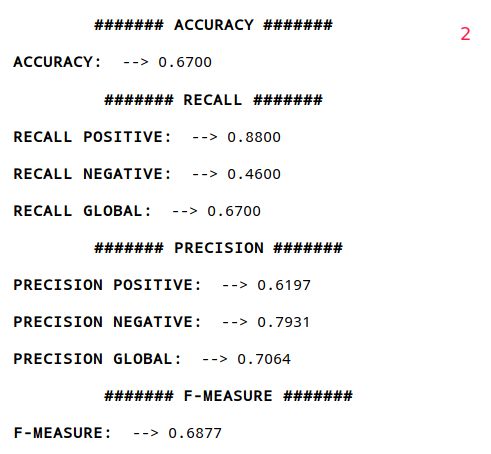 ####### ACCURACY #######
2
ACCURACY: --> 0.6700
####### RECALL #######
RECALL POSITIVE: --> 0.8800
RECALL NEGATIVE: --> 0.4600
RECALL GLOBAL: --> 0.6700
####### PRECISION #######
PRECISION POSITIVE: --> 0.6197
PRECISION NEGATIVE: --> 0.7931
PRECISION GLOBAL: --> 0.7064
####### F-MEASURE #######
F-MEASURE: --> 0.6877